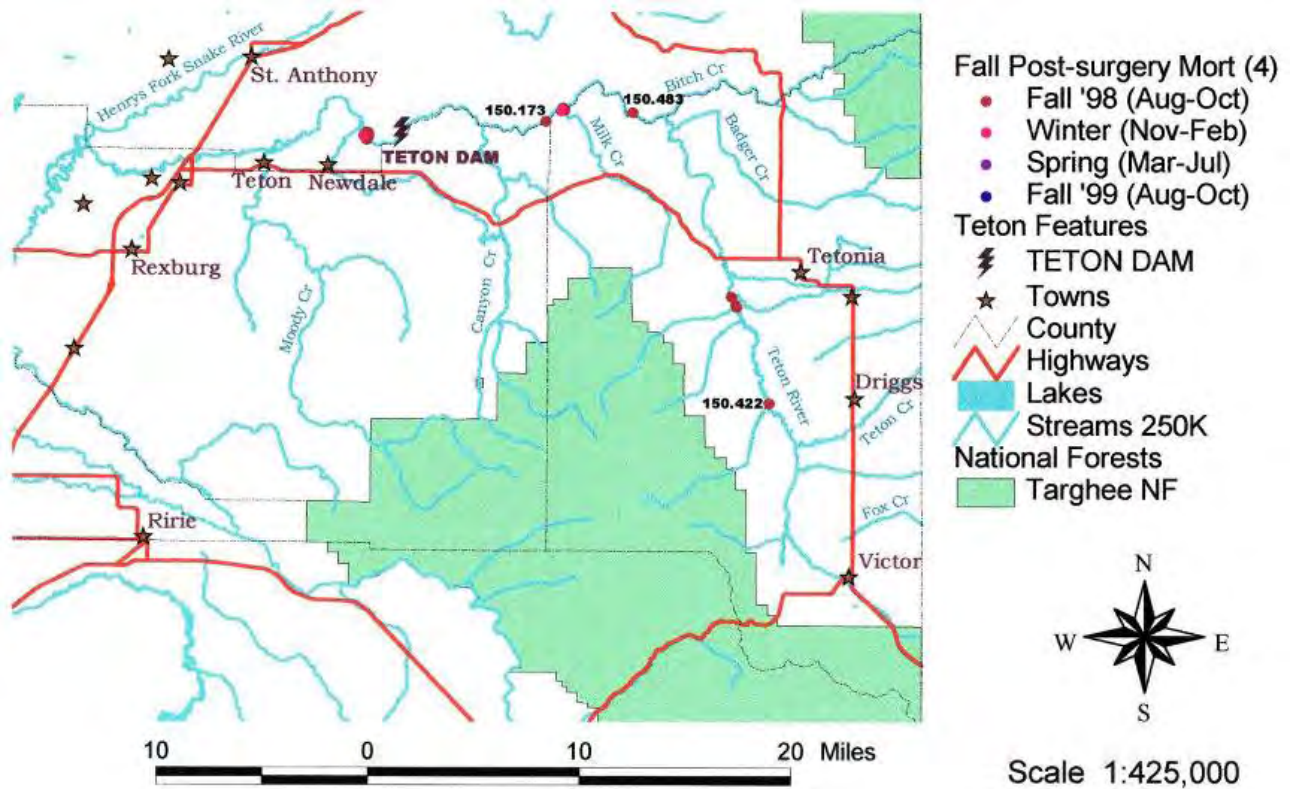 Henrys Fork Snake River
St. Anthony
Bitch Cr
150.173
150.483
Milk Cr
Badger Cr
TETON DAM
Teton
Newdale
Rexburg
Moody Cr
Canyon Cr
Tetonia
Teton River
Driggs
150.422
Teton Cr
Fox Cr
Ririe
Victor
10 0 10 20 Miles
Fall Post-surgery Mort (4)
Fall '98 (Aug-Oct)
Winter (Nov-Feb)
Spring (Mar-Jul)
Fall '99 (Aug-Oct)
Teton Features
TETON DAM
Towns
County
Highways
Lakes
Streams 250K
National Forests
Targhee NF
N
W E
S
Scale 1:425,000